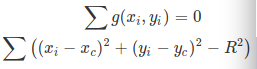 ∑ g(xᵢ, yᵢ) = 0
∑ ((xᵢ − x_c)² + (yᵢ − y_c)² − R²)